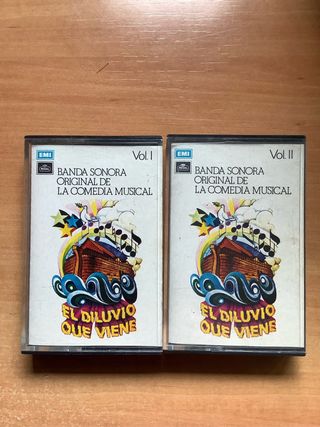 EMI
Vol. I
BANDA SONORA
ORIGINAL DE
LA COMEDIA MUSICAL
EL DILUVIO
QUE VIENE
EMI
Vol. II
BANDA SONORA
ORIGINAL DE
LA COMEDIA MUSICAL
EL DILUVIO
QUE VIENE